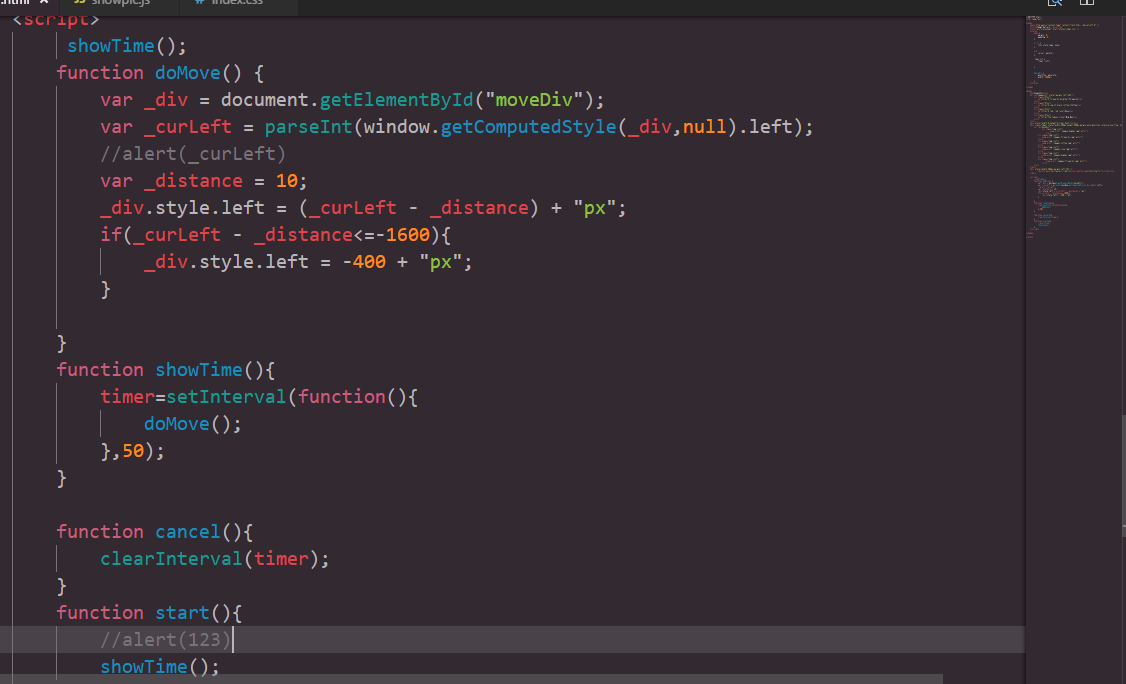 .html × JS showpic.js # index.css
<script>
showTime();
function doMove() {
var _div = document.getElementById("moveDiv");
var _curLeft = parseInt(window.getComputedStyle(_div,null).left);
//alert(_curLeft)
var _distance = 10;
_div.style.left = (_curLeft - _distance) + "px";
if(_curLeft - _distance<=-1600){
_div.style.left = -400 + "px";
}
}
function showTime(){
timer=setInterval(function(){
doMove();
},50);
}
function cancel(){
clearInterval(timer);
}
function start(){
//alert(123)
showTime();